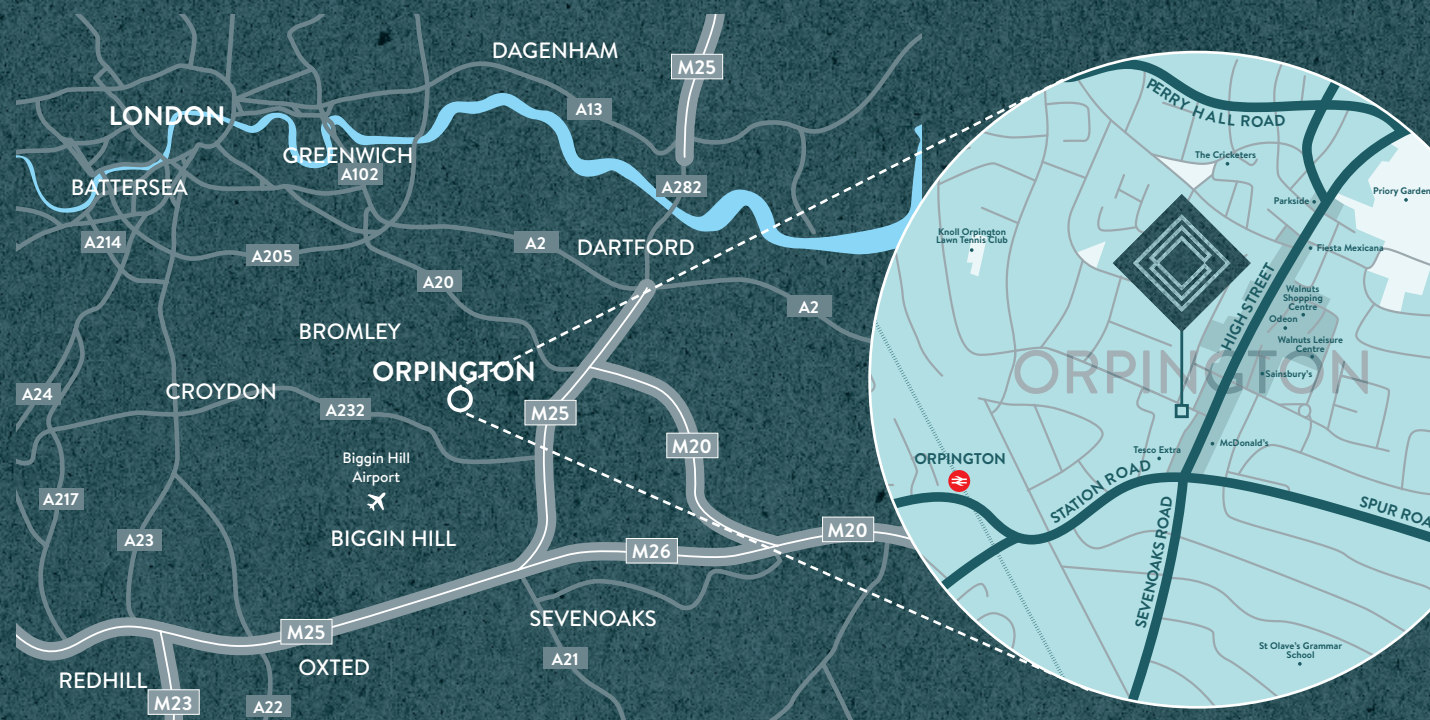 DAGENHAM
M25
A13
LONDON
GREENWICH
A102
BATTERSEA
A282
A214
A205
A2
DARTFORD
A20
A2
BROMLEY
ORPINGTON
A24
CROYDON
A232
M25
M20
Biggin Hill
Airport
A217
A23
BIGGIN HILL
M26
M20
SEVENOAKS
M25
A21
OXTED
REDHILL
M23
A22
PERRY HALL ROAD
The Cricketers
Priory Garden
Parkside
Knoll Orpington
Lawn Tennis Club
Fiesta Mexicana
HIGH STREET
Walnuts
Shopping
Centre
Odeon
Walnuts Leisure
Centre
ORPINGTON
Sainsbury's
McDonald's
Tesco Extra
ORPINGTON
STATION ROAD
SPUR ROA
SEVENOAKS ROAD
St Olave's Grammar
School